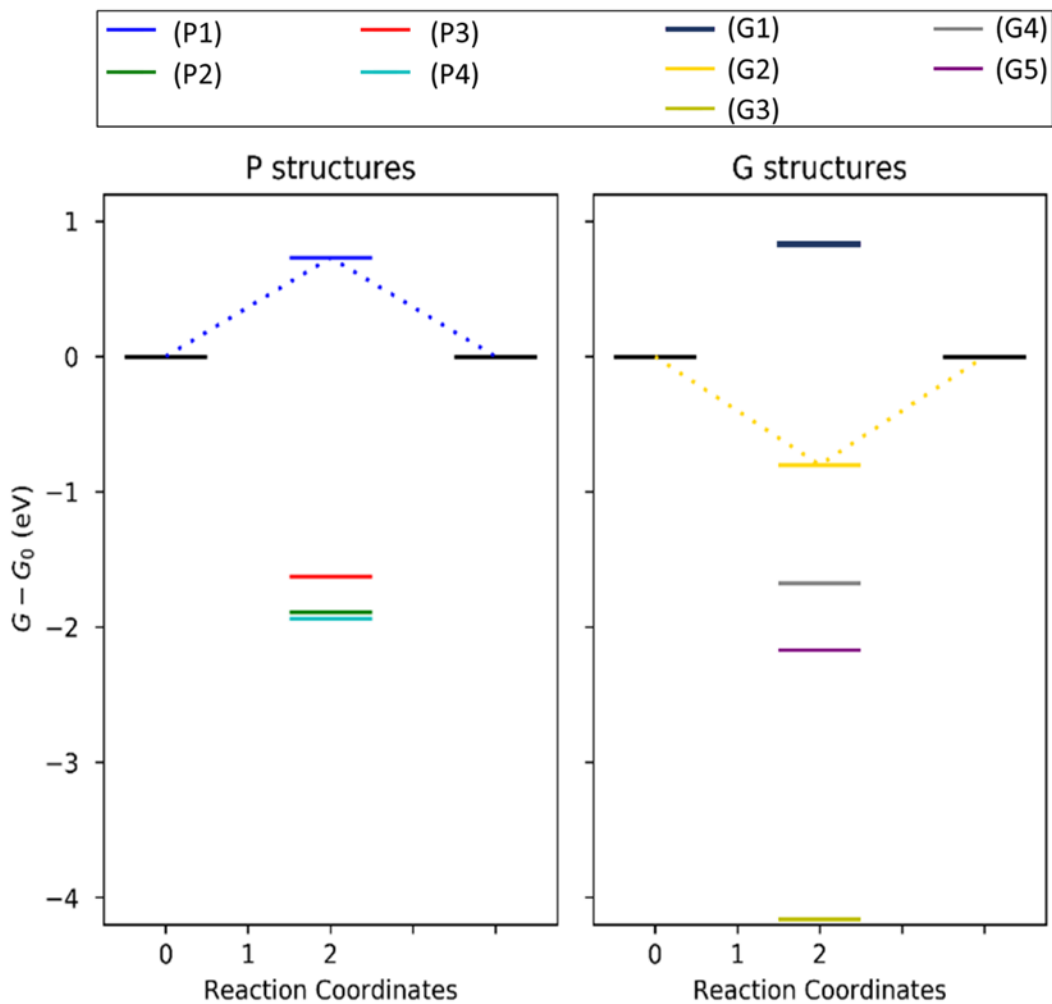 (P1) (P3) (G1) (G4)
(P2) (P4) (G2) (G5)
(G3)
P structures G structures
1
0
−1
−2
−3
−4
G − G₀ (eV)
0 1 2 0 1 2
Reaction Coordinates Reaction Coordinates